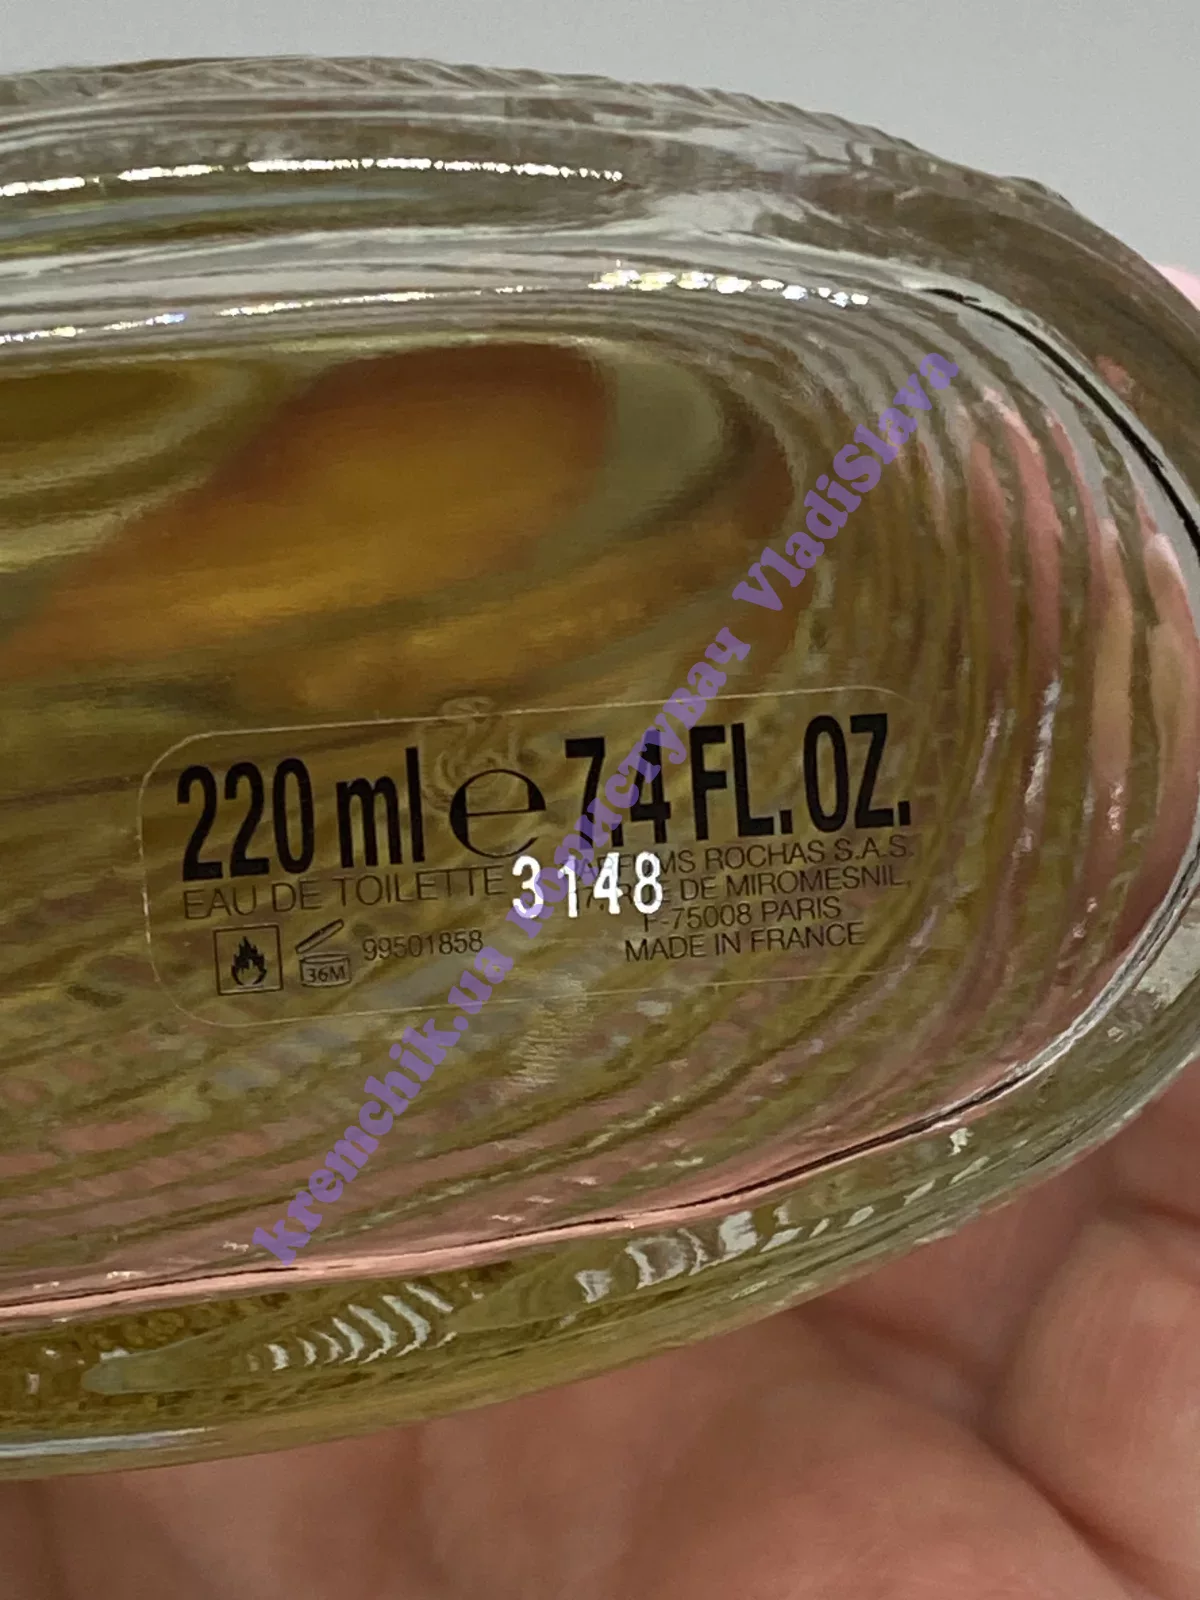 220 ml e 7.4 FL.OZ.
EAU DE TOILETTE
3148
PARFUMS ROCHAS S.A.S.
DE MIROMESNIL,
F-75008 PARIS
MADE IN FRANCE
36M
99501858
kremchik.ua користувач VladiSlava